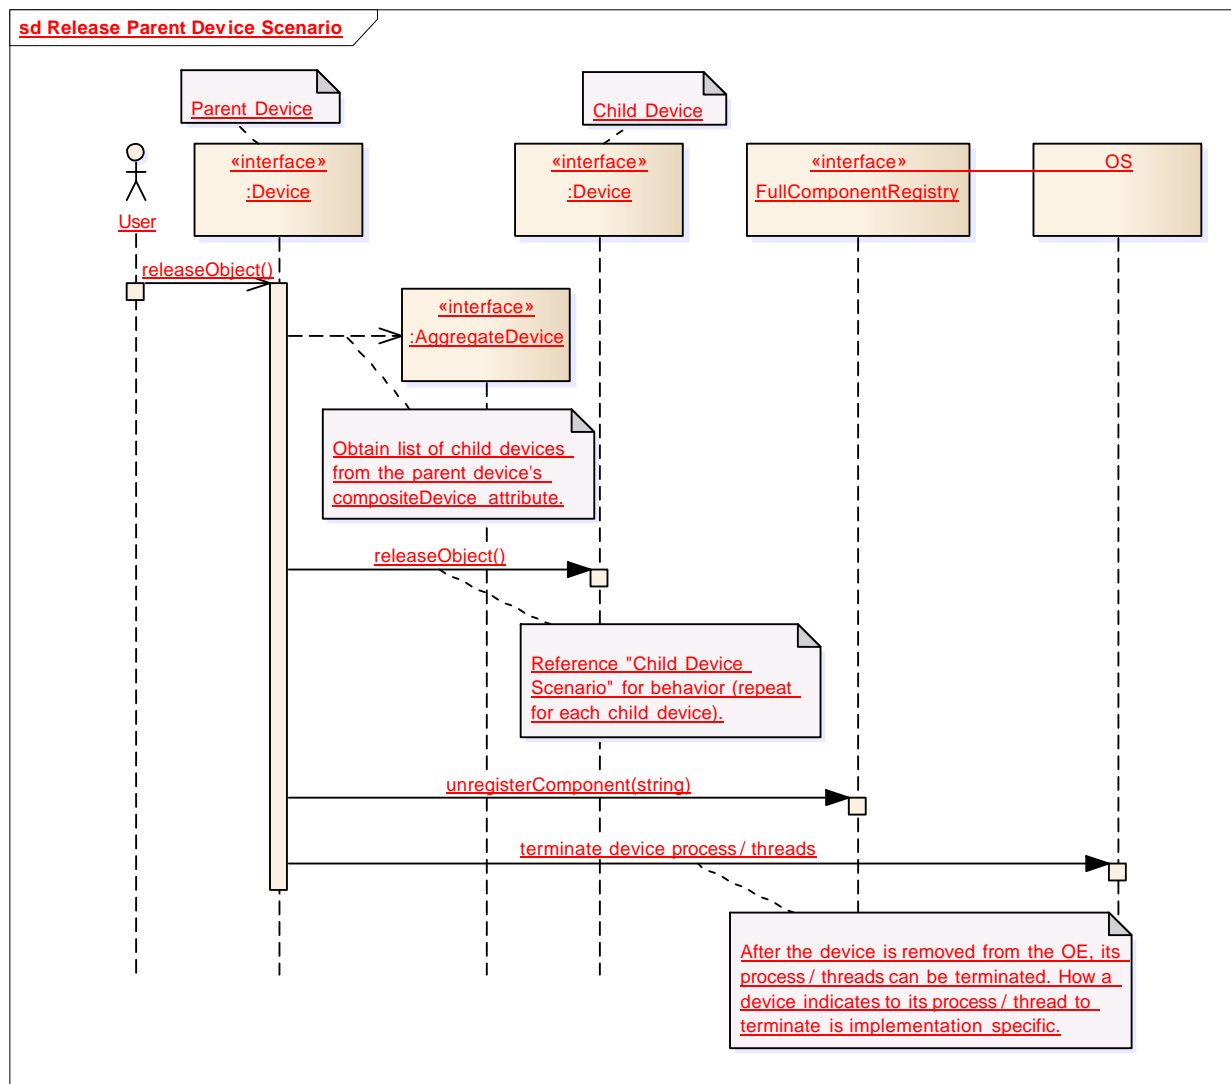 sd Release Parent Device Scenario
Parent Device
Child Device
«interface»
:Device
«interface»
:Device
«interface»
FullComponentRegistry
OS
User
releaseObject()
«interface»
:AggregateDevice
Obtain list of child devices
from the parent device's
compositeDevice attribute.
releaseObject()
Reference "Child Device
Scenario" for behavior (repeat
for each child device).
unregisterComponent(string)
terminate device process / threads
After the device is removed from the OE, its
process / threads can be terminated. How a
device indicates to its process / thread to
terminate is implementation specific.